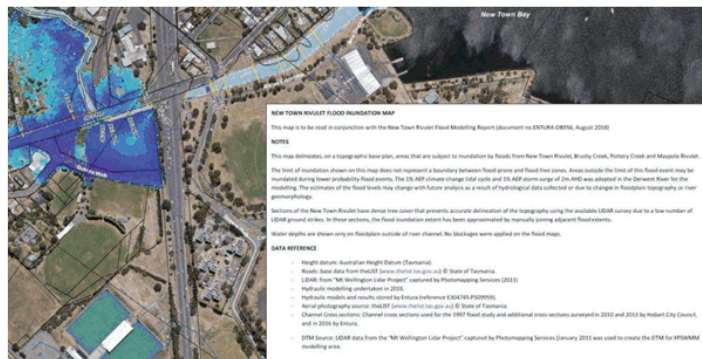 New Town Bay
NEW TOWN RIVULET FLOOD INUNDATION MAP
This map is to be read in conjunction with the New Town Rivulet Flood Modelling Report (document no.ENTURA-DB956, August 2018)
NOTES
This map delineates, on a topographic base plan, areas that are subject to inundation by floods from New Town Rivulet, Brushy Creek, Pottery Creek and Maypole Rivulet.
The limit of inundation shown on this map does not represent a boundary between flood-prone and flood-free zones. Areas outside the limit of this flood event may be
inundated during lower probability flood events. The 1% AEP climate change tidal cycle and 1% AEP storm surge of 2m AHD was adopted in the Derwent River for the
modelling. The estimates of the flood levels may change with future analysis as a result of hydrological data collected or due to changes in floodplain topography or river
geomorphology.
Sections of the New Town Rivulet have dense tree cover that prevents accurate delineation of the topography using the available LIDAR survey due to a low number of
LIDAR ground strikes. In these sections, the flood inundation extent has been approximated by manually joining adjacent flood extents.
Water depths are shown only on floodplain outside of river channel. No blockages were applied on the flood maps.
DATA REFERENCE
- Height datum: Australian Height Datum (Tasmania).
- Roads: base data from theLIST (www.thelist.tas.gov.au) © State of Tasmania.
- LIDAR: from "Mt Wellington Lidar Project" captured by Photomapping Services (2011)
- Hydraulic modelling undertaken in 2016.
- Hydraulic models and results stored by Entura (reference E304745-P509959).
- Aerial photography source: theLIST (www.thelist.tas.gov.au) © State of Tasmania.
- Channel Cross sections: Channel cross sections used for the 1997 flood study and additional cross sections surveyed in 2010 and 2013 by Hobart City Council,
and in 2016 by Entura.
- DTM Source: LIDAR data from the "Mt Wellington Lidar Project" captured by Photomapping Services (January 2011 was used to create the DTM for XPSWMM
modelling area.